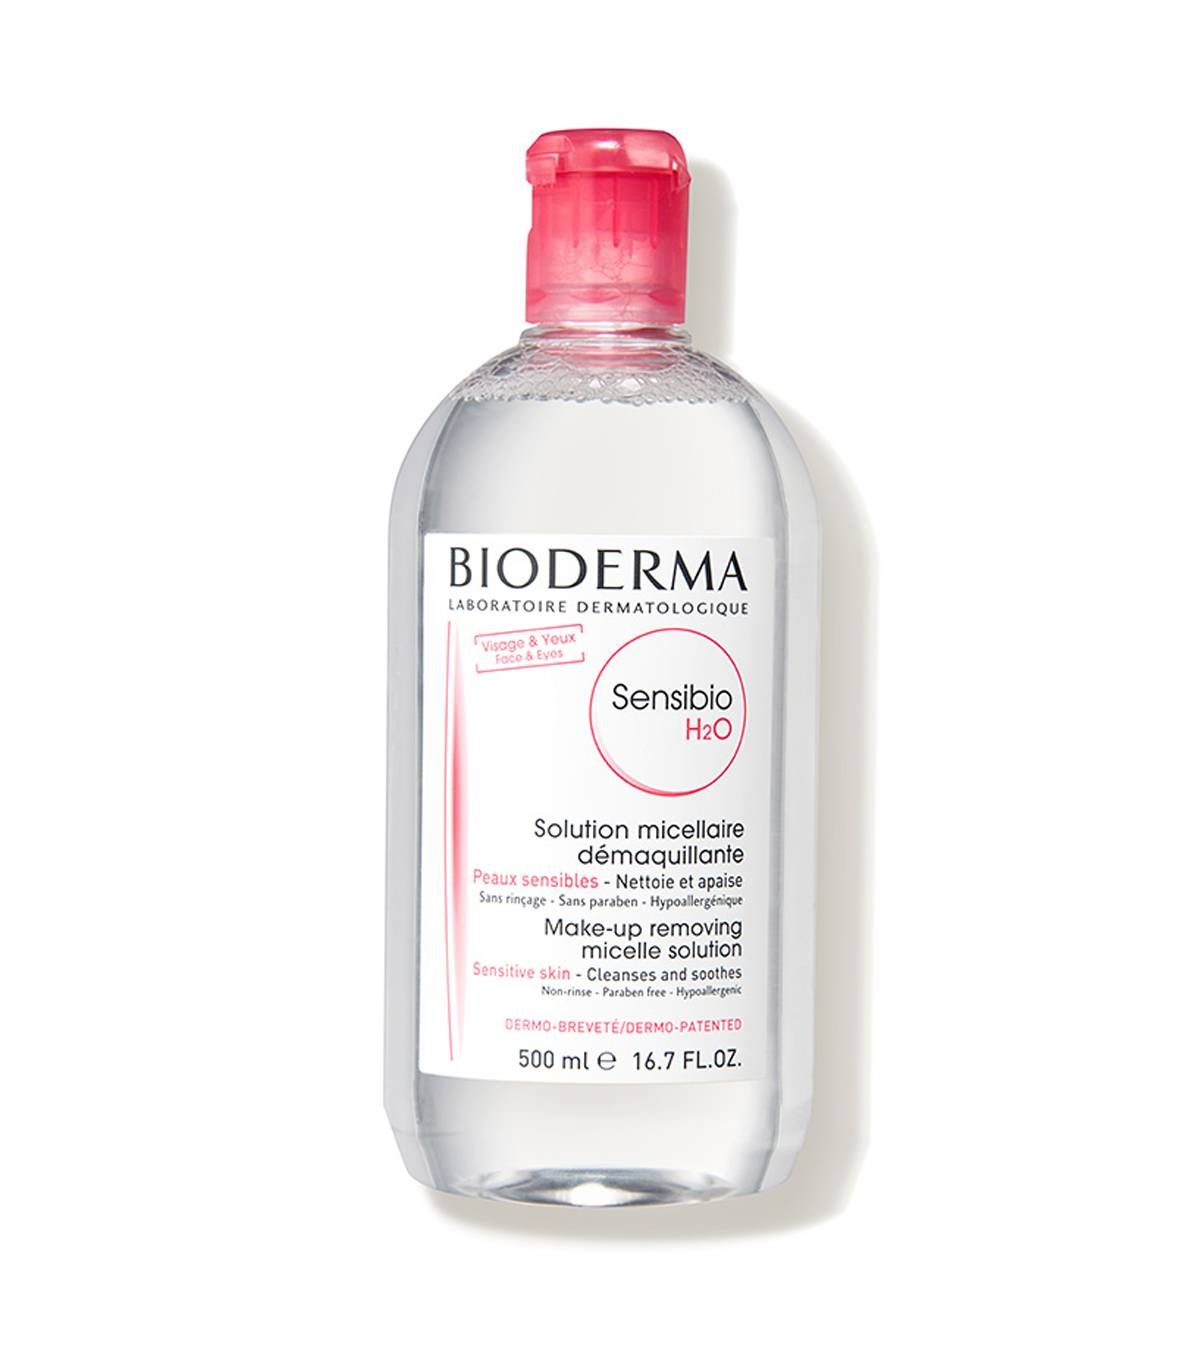 BIODERMA
LABORATOIRE DERMATOLOGIQUE
Visage & Yeux
Face & Eyes
Sensibio
H2O
Solution micellaire
démaquillante
Peaux sensibles - Nettoie et apaise
Sans rinçage - Sans paraben - Hypoallergénique
Make-up removing
micelle solution
Sensitive skin - Cleanses and soothes
Non-rinse - Paraben free - Hypoallergenic
DERMO-BREVETÉ/DERMO-PATENTED
500 ml ℮ 16.7 FL.OZ.